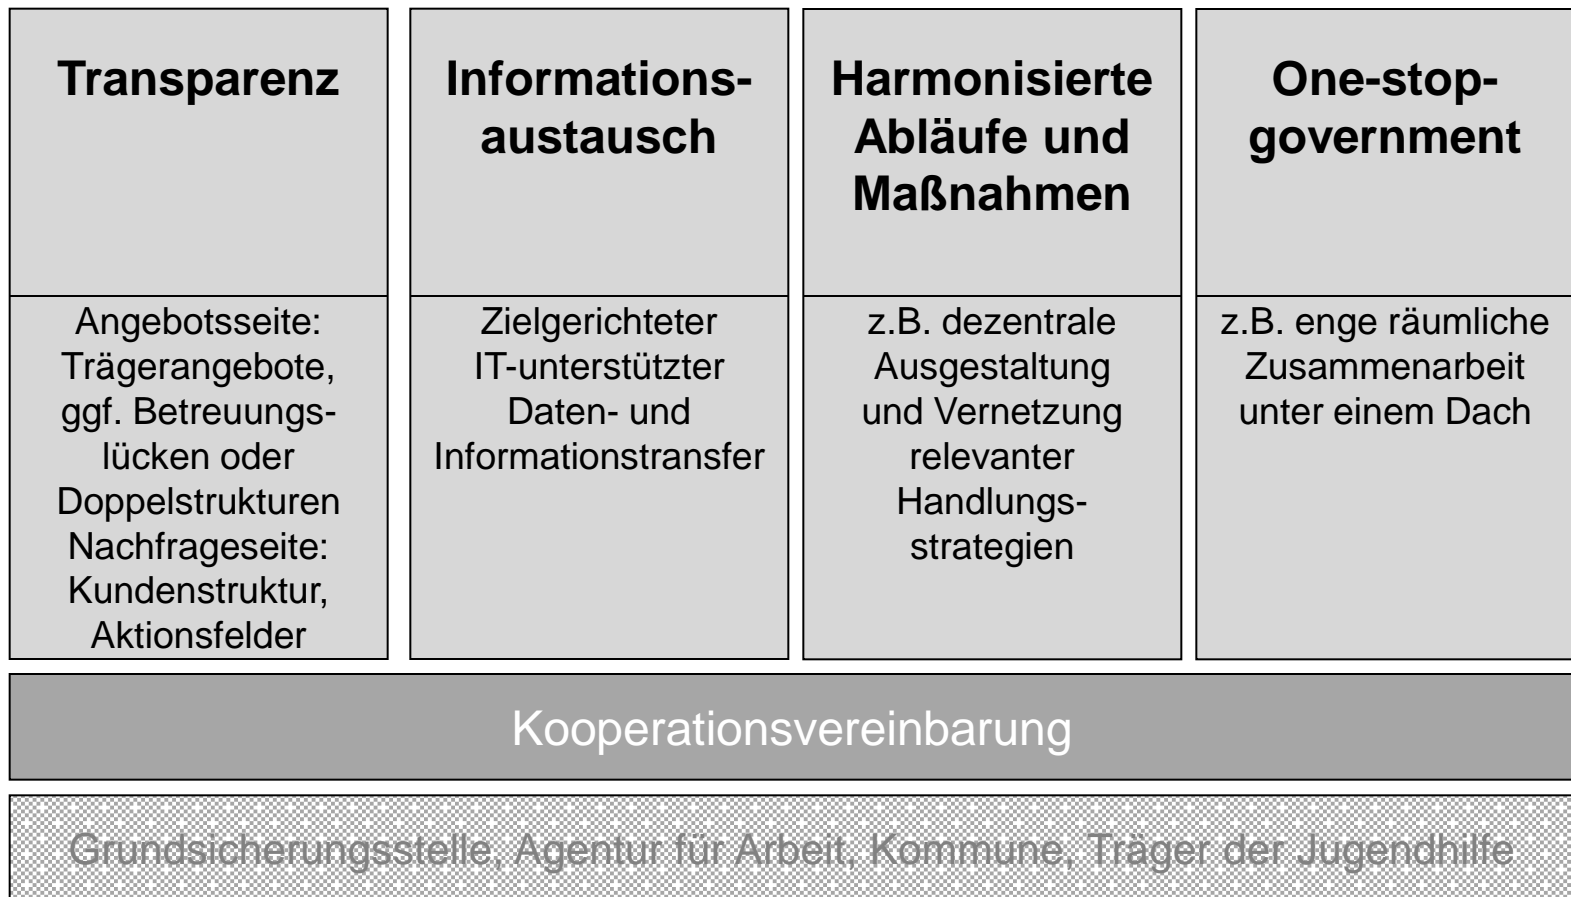 Transparenz
Angebotsseite:
Trägerangebote,
ggf. Betreuungs-
lücken oder
Doppelstrukturen
Nachfrageseite:
Kundenstruktur,
Aktionsfelder
Informations-
austausch
Zielgerichteter
IT-unterstützter
Daten- und
Informationstransfer
Harmonisierte
Abläufe und
Maßnahmen
z.B. dezentrale
Ausgestaltung
und Vernetzung
relevanter
Handlungs-
strategien
One-stop-
government
z.B. enge räumliche
Zusammenarbeit
unter einem Dach
Kooperationsvereinbarung
Grundsicherungsstelle, Agentur für Arbeit, Kommune, Träger der Jugendhilfe